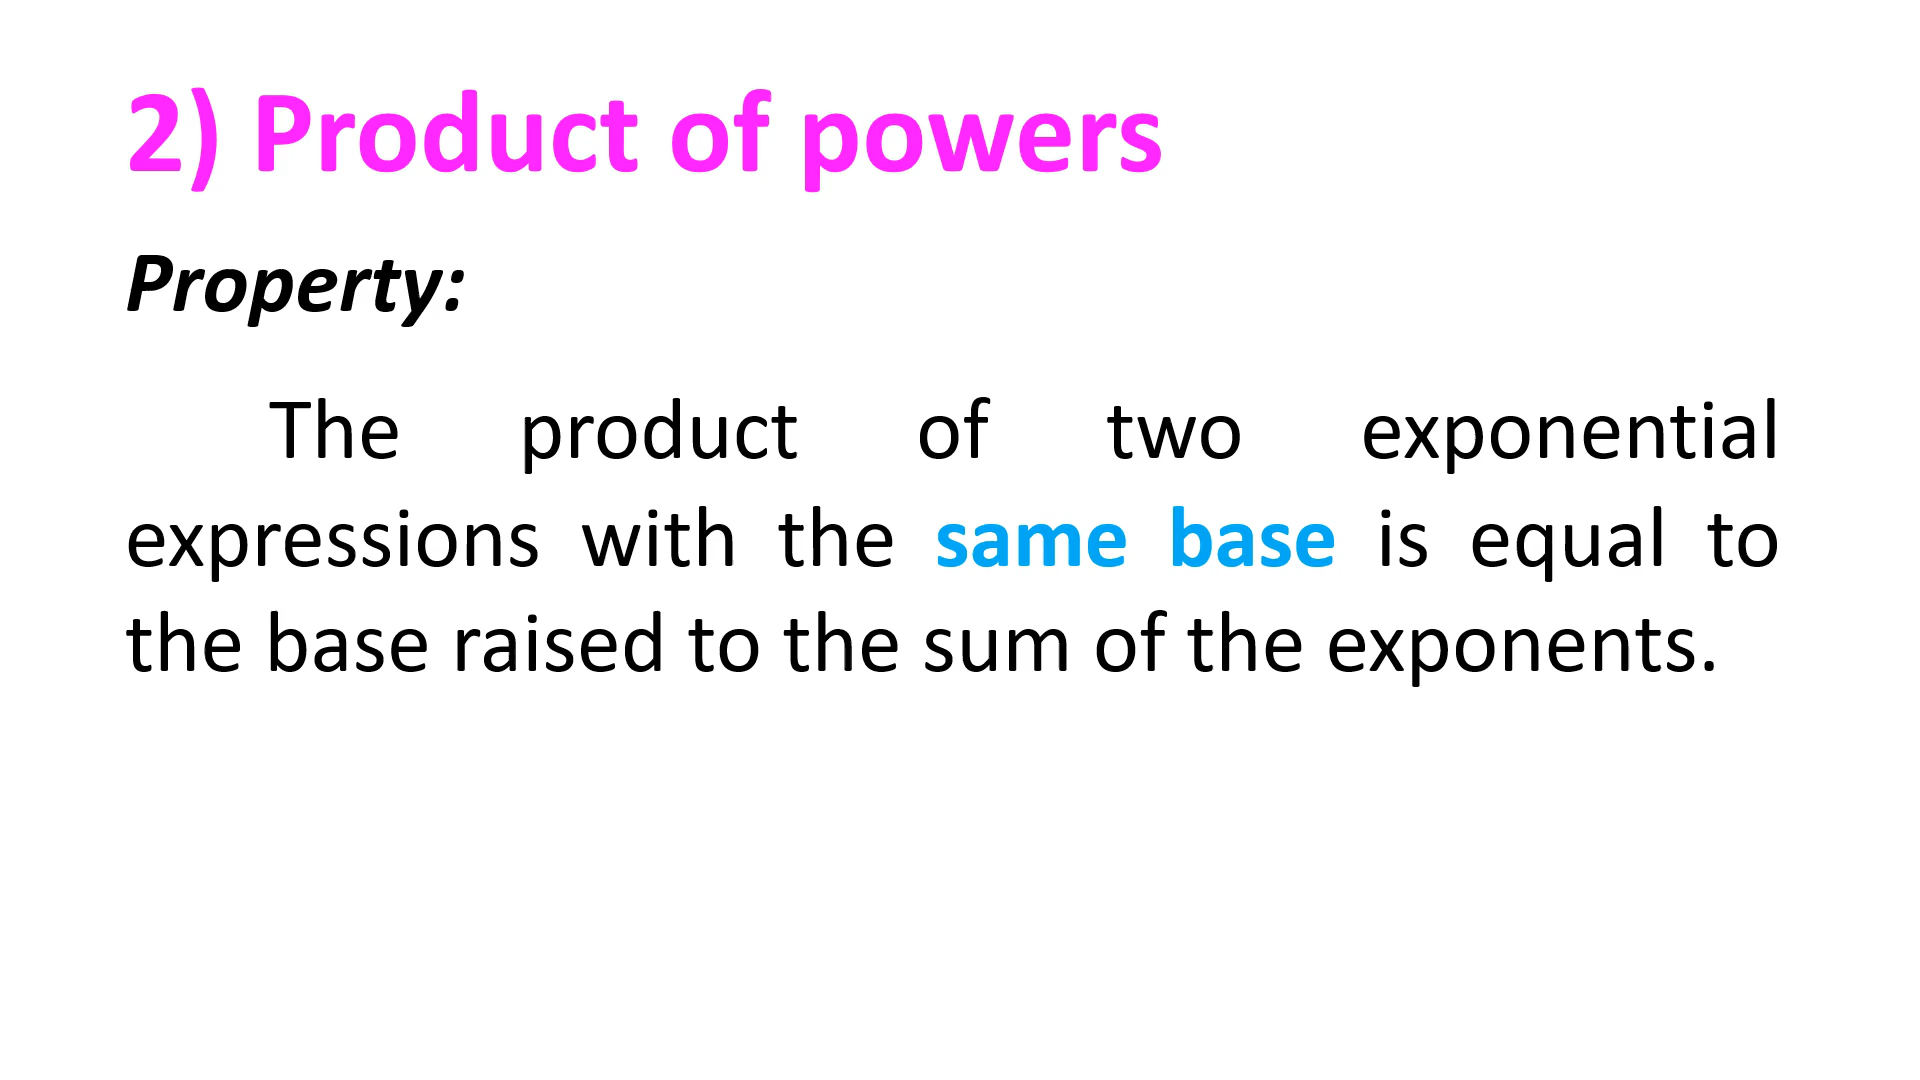 2) Product of powers
Property:
The product of two exponential
expressions with the same base is equal to
the base raised to the sum of the exponents.